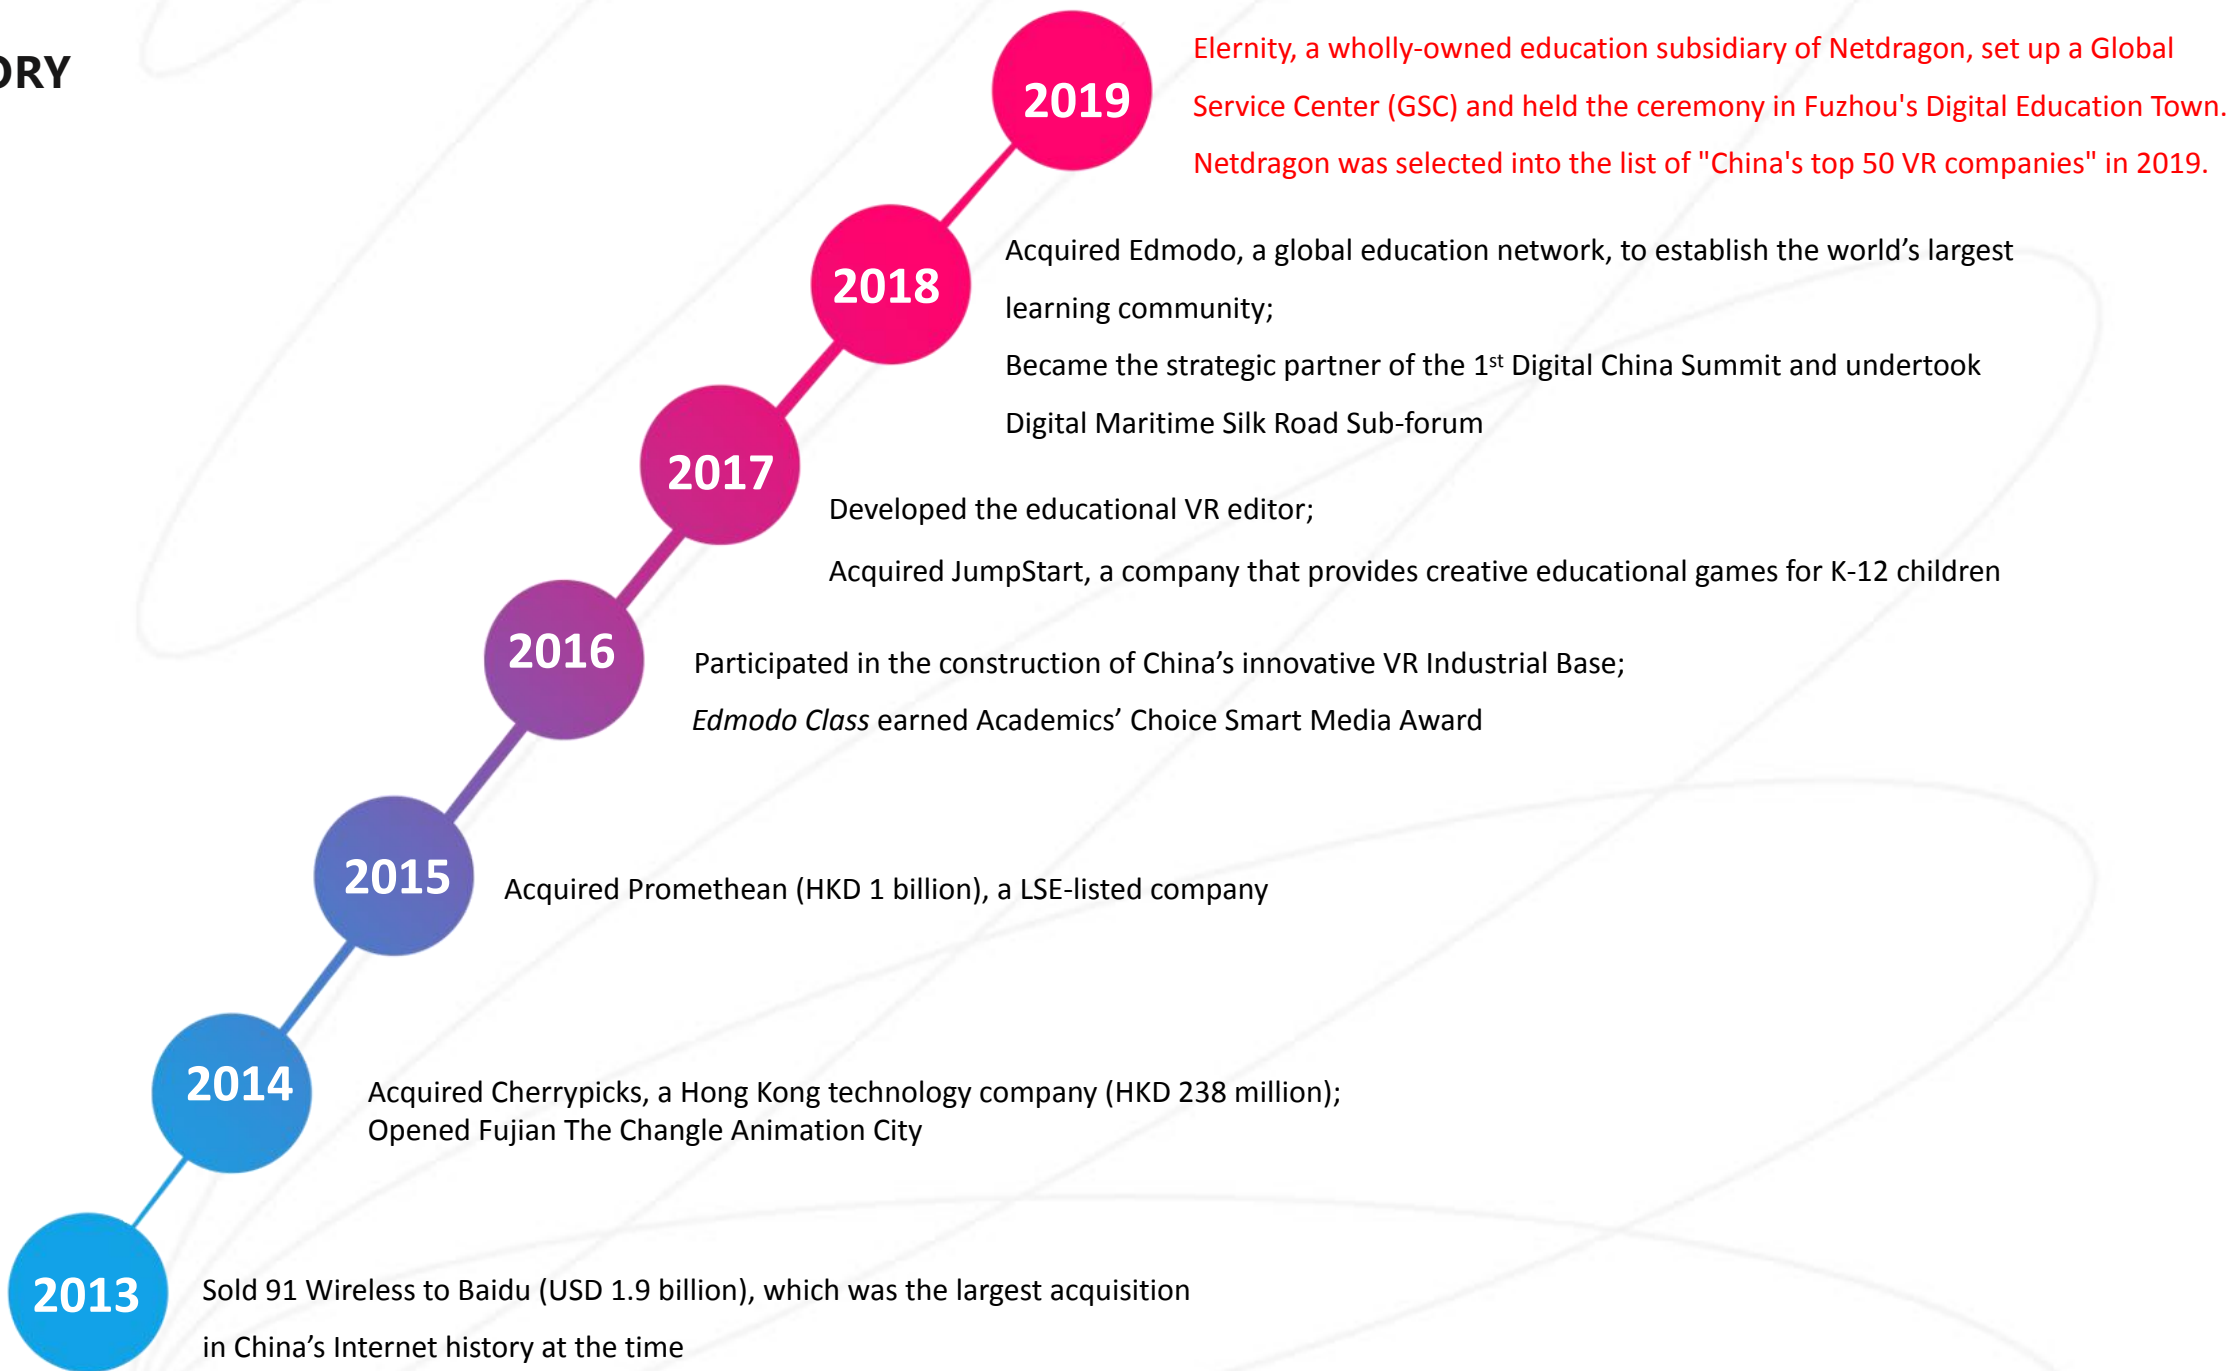 ORY
2019
Elernity, a wholly-owned education subsidiary of Netdragon, set up a Global
Service Center (GSC) and held the ceremony in Fuzhou's Digital Education Town.
Netdragon was selected into the list of "China's top 50 VR companies" in 2019.
2018
Acquired Edmodo, a global education network, to establish the world’s largest
learning community;
Became the strategic partner of the 1st Digital China Summit and undertook
Digital Maritime Silk Road Sub-forum
2017
Developed the educational VR editor;
Acquired JumpStart, a company that provides creative educational games for K-12 children
2016
Participated in the construction of China’s innovative VR Industrial Base;
Edmodo Class earned Academics’ Choice Smart Media Award
2015
Acquired Promethean (HKD 1 billion), a LSE-listed company
2014
Acquired Cherrypicks, a Hong Kong technology company (HKD 238 million);
Opened Fujian The Changle Animation City
2013
Sold 91 Wireless to Baidu (USD 1.9 billion), which was the largest acquisition
in China’s Internet history at the time